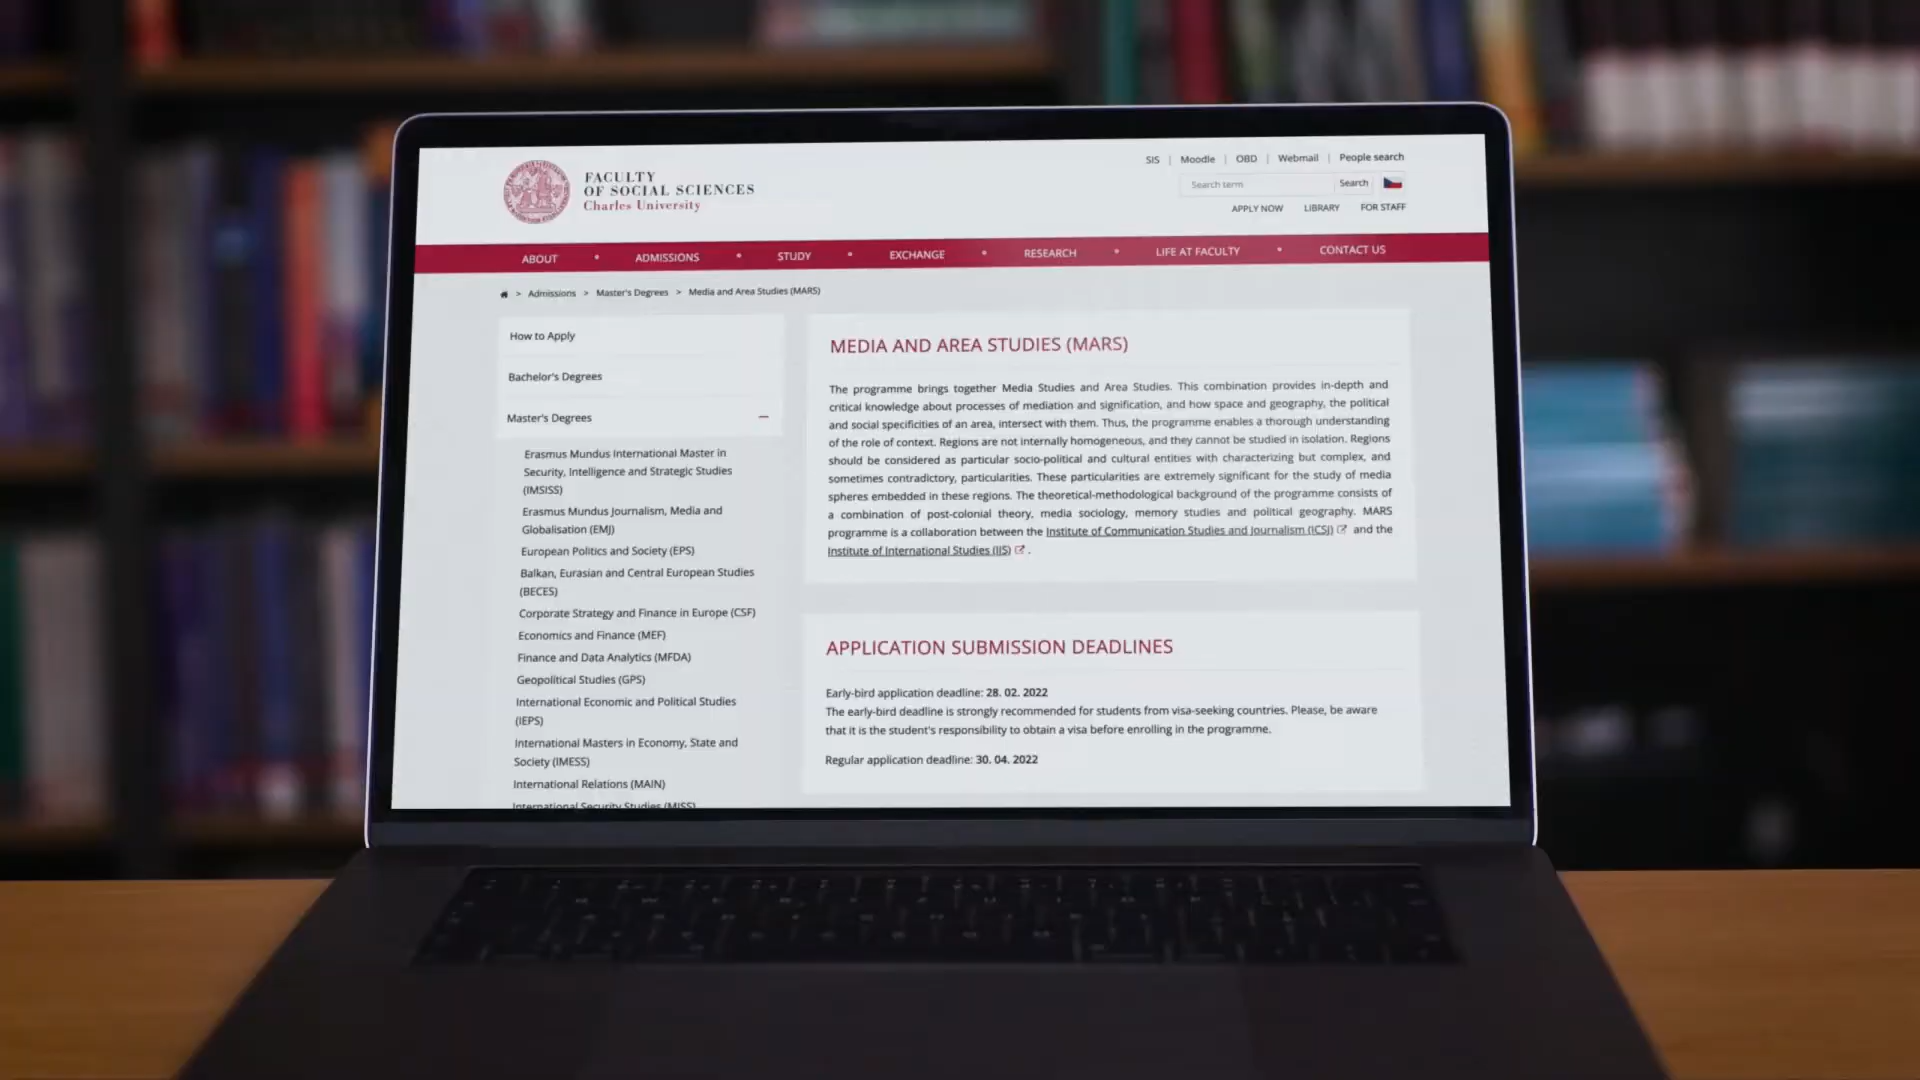 FACULTY
OF SOCIAL SCIENCES
Charles University
SIS | Moodle | OBD | Webmail | People search
Search term
Search
APPLY NOW LIBRARY FOR STAFF
ABOUT • ADMISSIONS • STUDY • EXCHANGE • RESEARCH • LIFE AT FACULTY • CONTACT US
> Admissions > Master's Degrees > Media and Area Studies (MARS)
How to Apply
Bachelor's Degrees
Master's Degrees
Erasmus Mundus International Master in
Security, Intelligence and Strategic Studies
(IMSISS)
Erasmus Mundus Journalism, Media and
Globalisation (EMJ)
European Politics and Society (EPS)
Balkan, Eurasian and Central European Studies
(BECES)
Corporate Strategy and Finance in Europe (CSF)
Economics and Finance (MEF)
Finance and Data Analytics (MFDA)
Geopolitical Studies (GPS)
International Economic and Political Studies
(IEPS)
International Masters in Economy, State and
Society (IMESS)
International Relations (MAIN)
International Security Studies (MISS)
MEDIA AND AREA STUDIES (MARS)
The programme brings together Media Studies and Area Studies. This combination provides in-depth and
critical knowledge about processes of mediation and signification, and how space and geography, the political
and social specificities of an area, intersect with them. Thus, the programme enables a thorough understanding
of the role of context. Regions are not internally homogeneous, and they cannot be studied in isolation. Regions
should be considered as particular socio-political and cultural entities with characterizing but complex, and
sometimes contradictory, particularities. These particularities are extremely significant for the study of media
spheres embedded in these regions. The theoretical-methodological background of the programme consists of
a combination of post-colonial theory, media sociology, memory studies and political geography. MARS
programme is a collaboration between the Institute of Communication Studies and Journalism (ICSJ) and the
Institute of International Studies (IIS) .
APPLICATION SUBMISSION DEADLINES
Early-bird application deadline: 28. 02. 2022
The early-bird deadline is strongly recommended for students from visa-seeking countries. Please, be aware
that it is the student's responsibility to obtain a visa before enrolling in the programme.
Regular application deadline: 30. 04. 2022